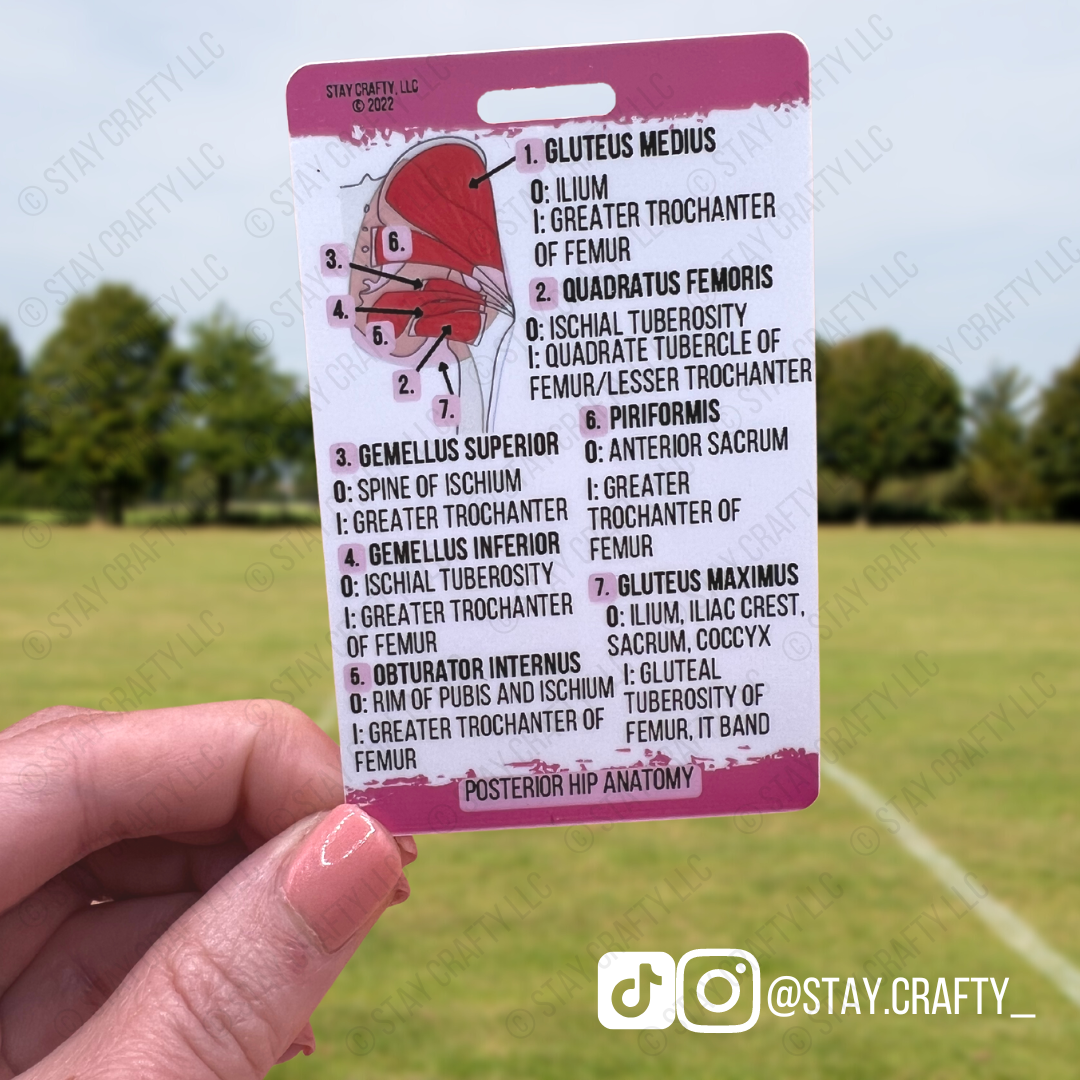 STAY CRAFTY, LLC
© 2022
1. GLUTEUS MEDIUS
O: ILIUM
I: GREATER TROCHANTER
OF FEMUR
2. QUADRATUS FEMORIS
O: ISCHIAL TUBEROSITY
I: QUADRATE TUBERCLE OF
FEMUR/LESSER TROCHANTER
6.
3.
4.
5.
2.
7.
3. GEMELLUS SUPERIOR
O: SPINE OF ISCHIUM
I: GREATER TROCHANTER
4. GEMELLUS INFERIOR
O: ISCHIAL TUBEROSITY
I: GREATER TROCHANTER
OF FEMUR
5. OBTURATOR INTERNUS
O: RIM OF PUBIS AND ISCHIUM
I: GREATER TROCHANTER OF
FEMUR
6. PIRIFORMIS
O: ANTERIOR SACRUM
I: GREATER
TROCHANTER OF
FEMUR
7. GLUTEUS MAXIMUS
O: ILIUM, ILIAC CREST,
SACRUM, COCCYX
I: GLUTEAL
TUBEROSITY OF
FEMUR, IT BAND
POSTERIOR HIP ANATOMY
@STAY.CRAFTY_
© STAY CRAFTY LLC